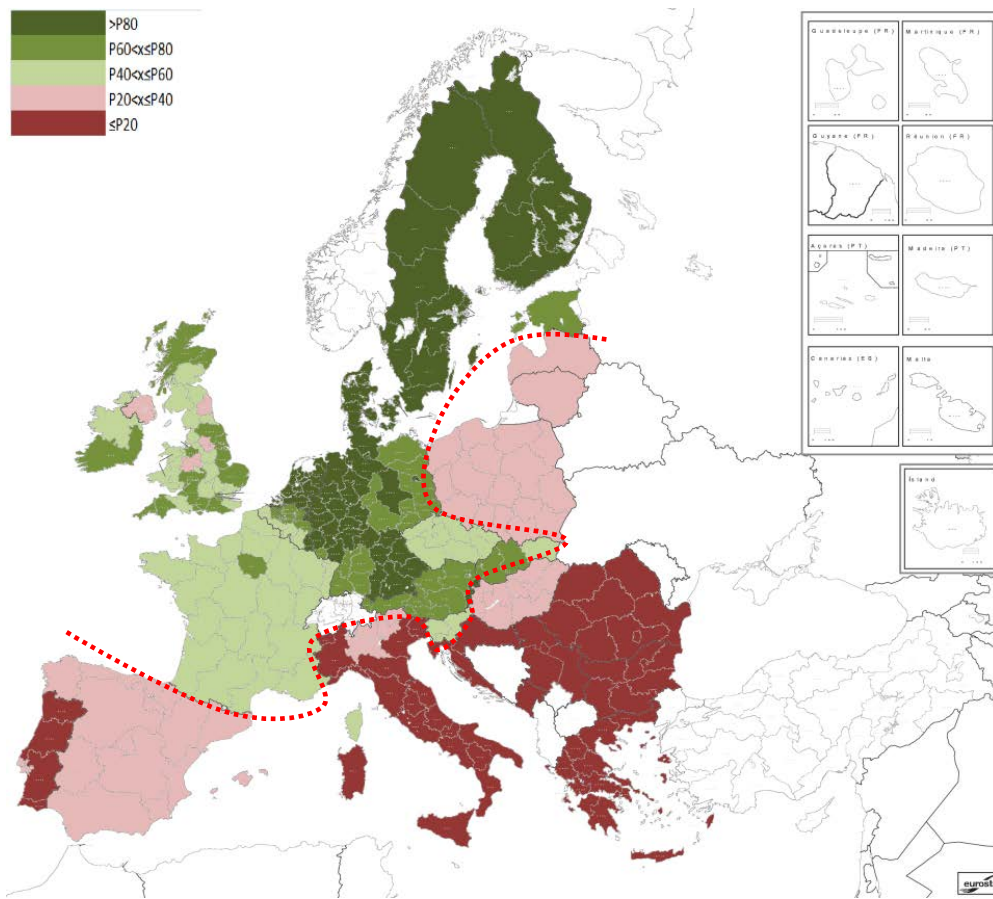 >P80
P60<x≤P80
P40<x≤P60
P20<x≤P40
≤P20
Guadeloupe (FR)
Martinique (FR)
Guyane (FR)
Réunion (FR)
Açores (PT)
Madeira (PT)
Canarias (ES)
Malta
Ísland
eurost